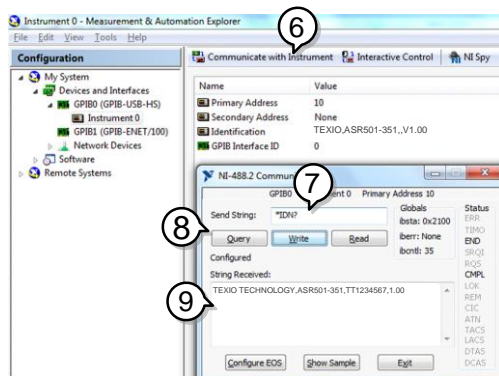 Instrument 0 - Measurement & Automation Explorer
File Edit View Tools Help
6
Configuration
Communicate with Instrument Interactive Control NI Spy
My System
Devices and Interfaces
GPIB0 (GPIB-USB-HS)
Instrument 0
GPIB1 (GPIB-ENET/100)
Network Devices
Software
Remote Systems
Name Value
Primary Address 10
Secondary Address None
Identification TEXIO,ASR501-351,,V1.00
GPIB Interface ID 0
NI-488.2
GPIB0 0 Primary Address 10
7
Send String: *IDN?
8
Query Write Read
Configured
Globals
ibsta: 0x2100
iberr: None
ibcntl: 35
Status
ERR
TIMO
END
SRQI
RQS
CMPL
LOK
REM
CIC
ATN
TACS
LACS
DTAS
DCAS
String Received:
9
TEXIO TECHNOLOGY,ASR501-351,TT1234567,1.00
Configure EOS Show Sample Exit